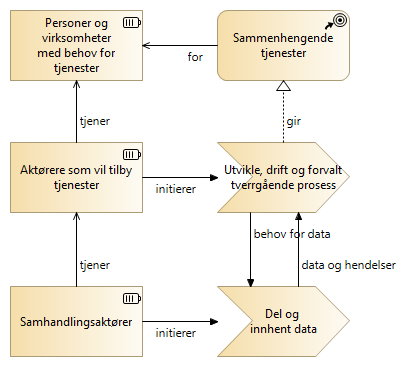 Personer og
virksomheter
med behov for
tjenester
Sammenhengende
tjenester
for
tjener
gir
Aktørere som vil tilby
tjenester
initierer
Utvikle, drift og forvalt
tverrgående prosess
behov for data
tjener
data og hendelser
Samhandlingsaktører
initierer
Del og
innhent data